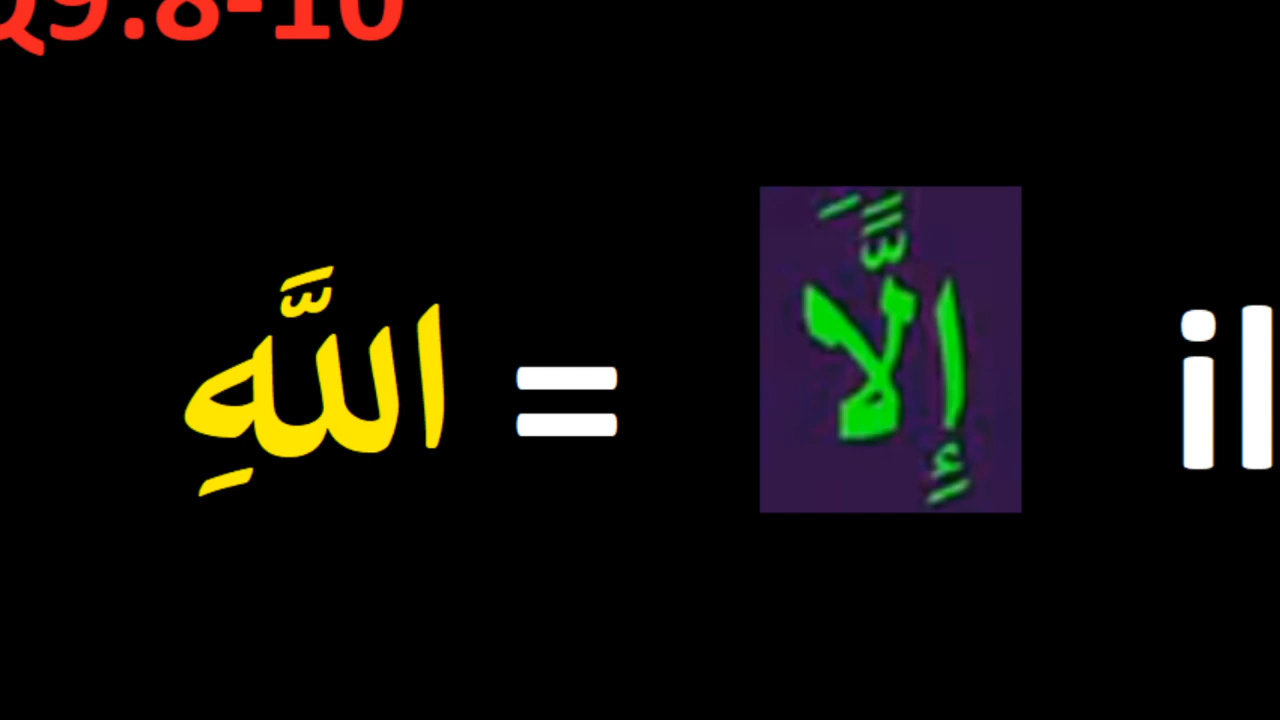 Q9.8-10
اللَّهِ = إِلًّا il